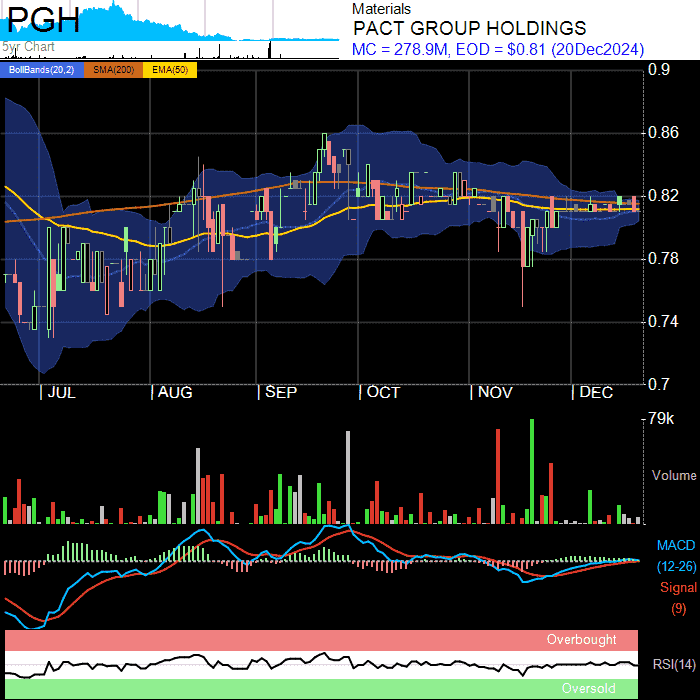 PGH
5yr Chart
Materials
PACT GROUP HOLDINGS
MC = 278.9M, EOD = $0.81 (20Dec2024)
BollBands(20,2) SMA(200) EMA(50)
0.9
0.86
0.82
0.78
0.74
0.7
JUL AUG SEP OCT NOV DEC
79k
Volume
MACD
(12-26)
Signal
(9)
Overbought
RSI(14)
Oversold